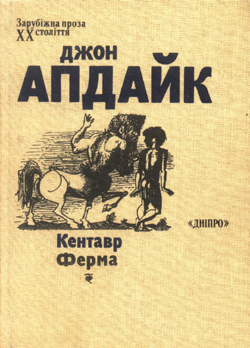 Зарубіжна проза
XX століття
ДЖОН
АПДАЙК
«ДНІПРО»
Кентавр
Ферма